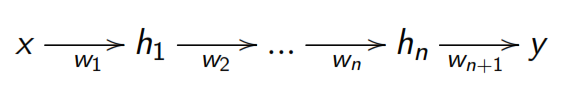 x h₁ ... hₙ y
w₁ w₂ wₙ wₙ₊₁